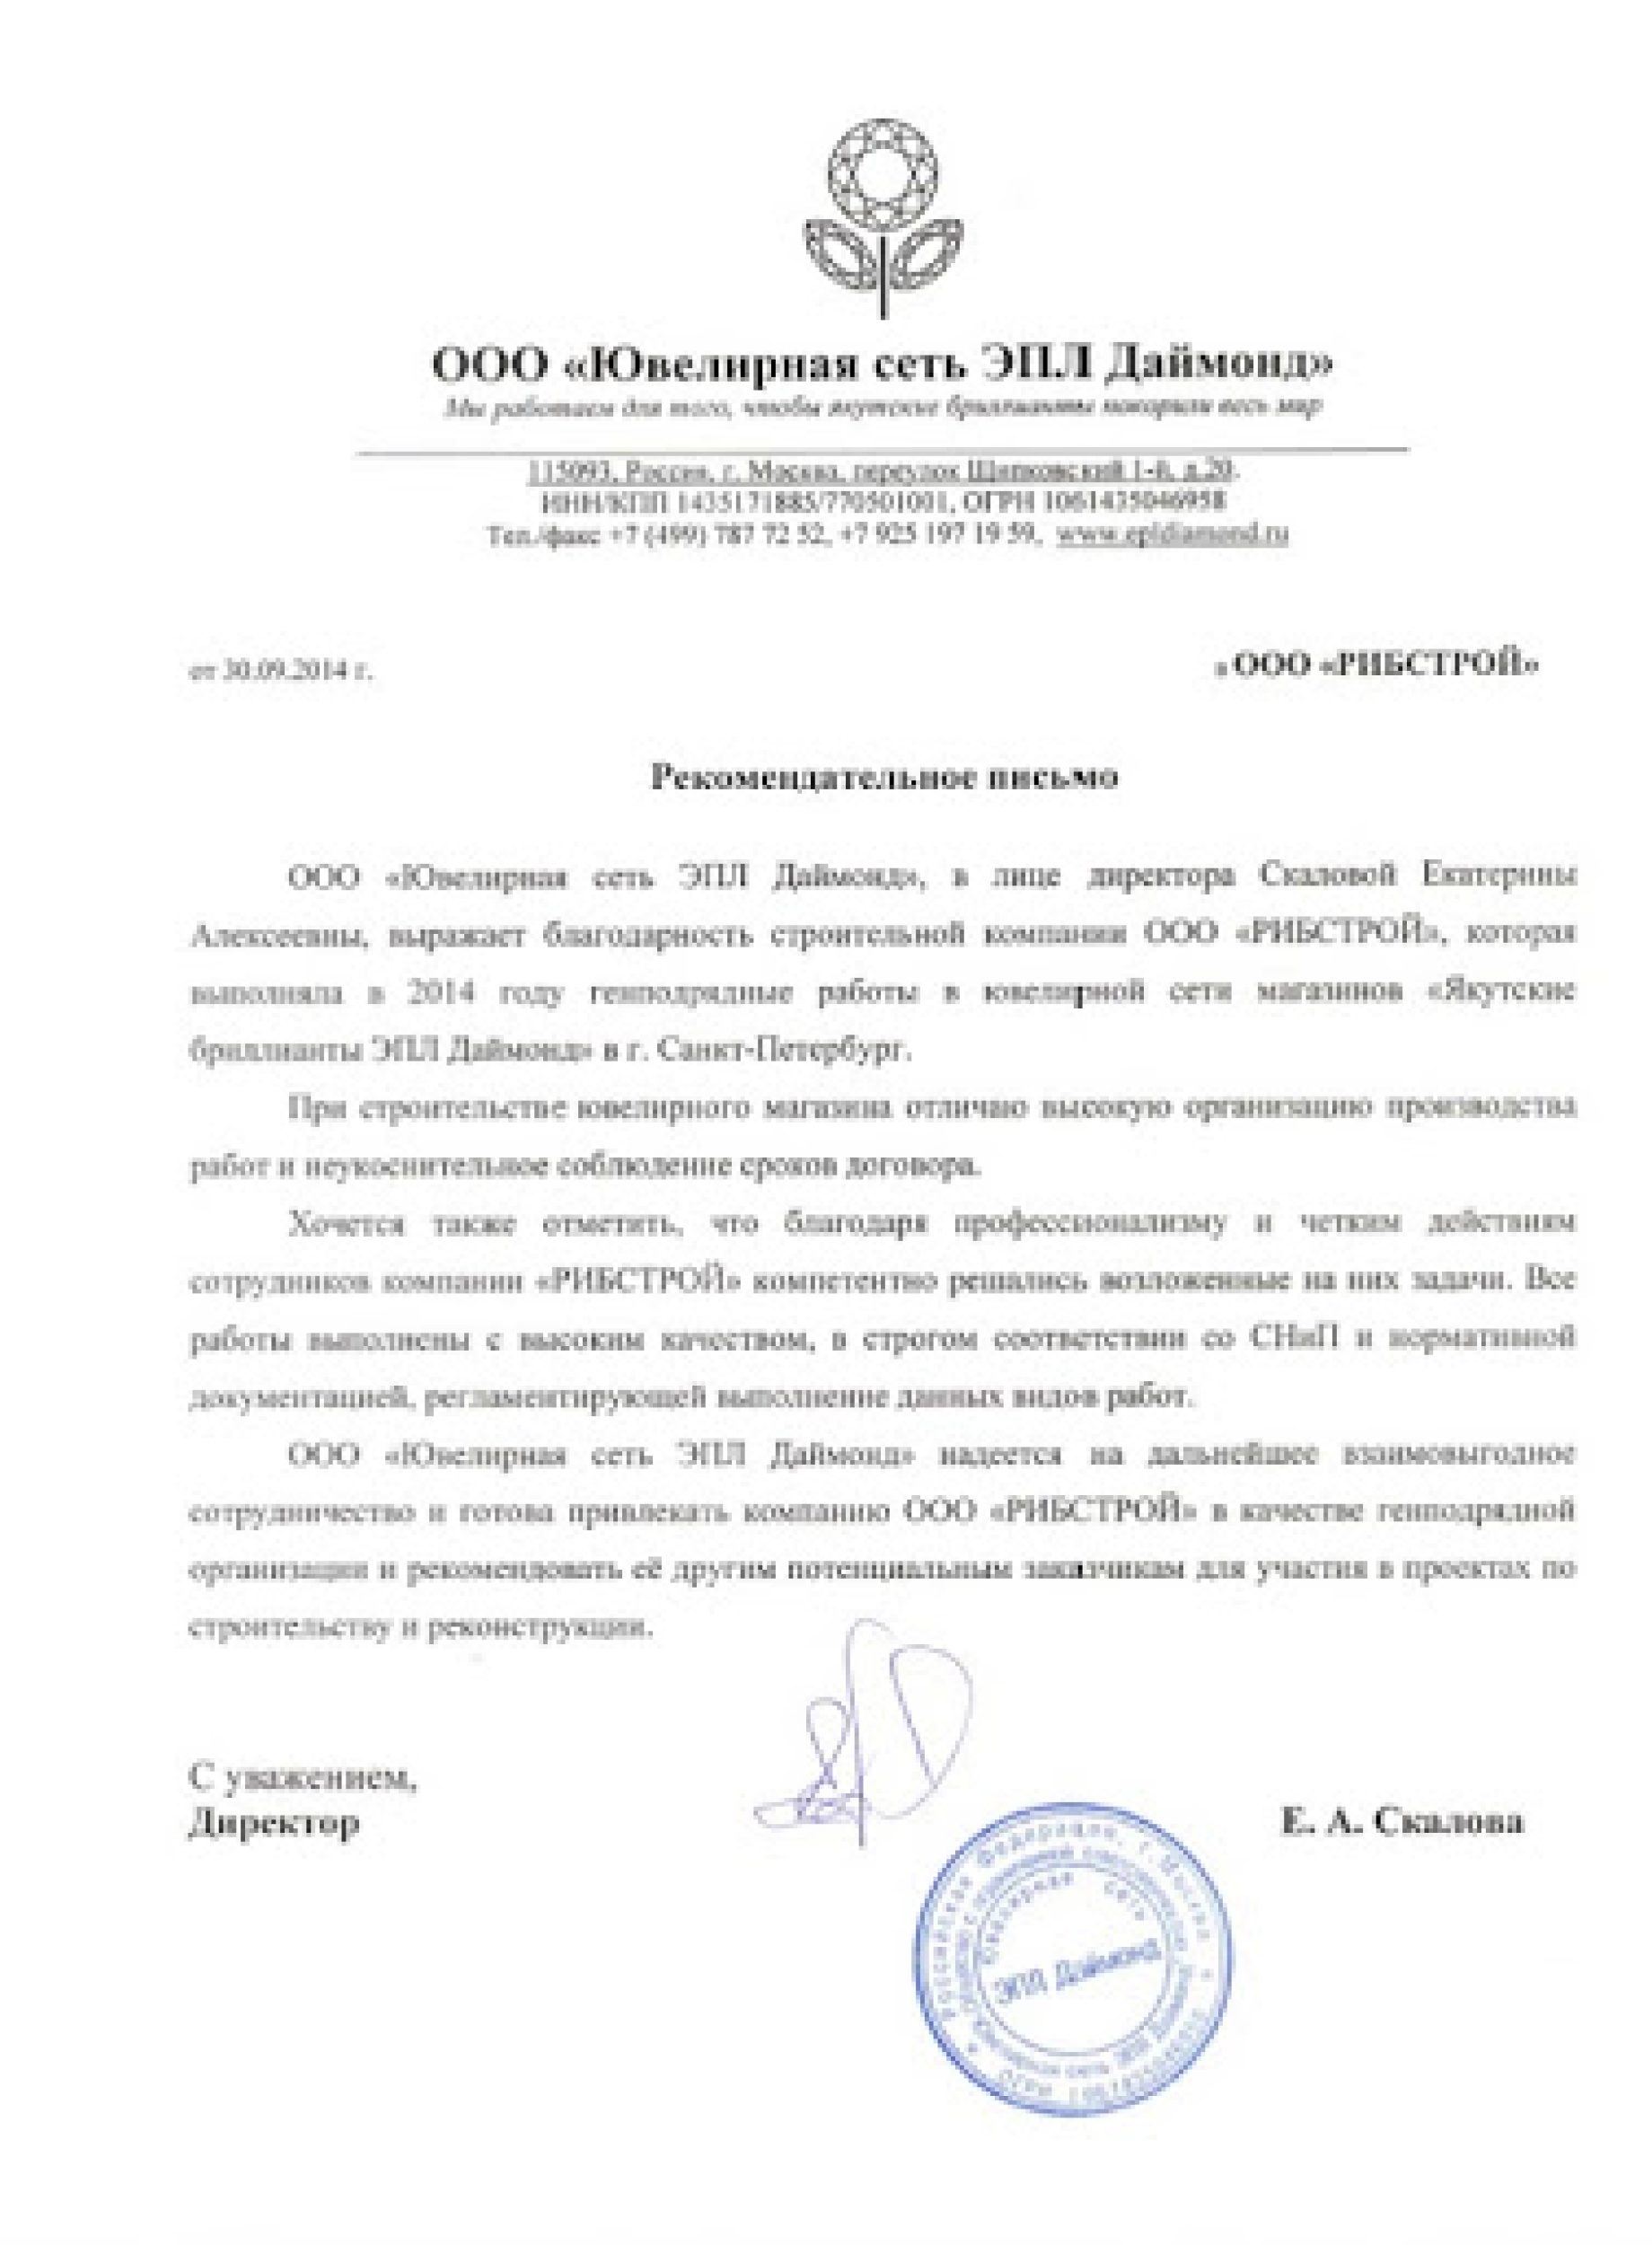 ООО «Ювелирная сеть ЭПЛ Даймонд»
Мы работаем для того, чтобы якутские бриллианты покорили весь мир
115093, Россия, г. Москва, переулок Щипковский 1-й, д.20.
ИНН/КПП 1435171885/770501001, ОГРН 1061435046958
Тел./факс +7 (499) 787 72 52, +7 925 197 19 59, www.epldiamond.ru
от 30.09.2014 г.
в ООО «РИБСТРОЙ»
Рекомендательное письмо
ООО «Ювелирная сеть ЭПЛ Даймонд», в лице директора Скаловой Екатерины
Алексеевны, выражает благодарность строительной компании ООО «РИБСТРОЙ», которая
выполняла в 2014 году генподрядные работы в ювелирной сети магазинов «Якутские
бриллианты ЭПЛ Даймонд» в г. Санкт-Петербург.
При строительстве ювелирного магазина отличаю высокую организацию производства
работ и неукоснительное соблюдение сроков договора.
Хочется также отметить, что благодаря профессионализму и четким действиям
сотрудников компании «РИБСТРОЙ» компетентно решались возложенные на них задачи. Все
работы выполнены с высоким качеством, в строгом соответствии со СНиП и нормативной
документацией, регламентирующей выполнение данных видов работ.
ООО «Ювелирная сеть ЭПЛ Даймонд» надеется на дальнейшее взаимовыгодное
сотрудничество и готова привлекать компанию ООО «РИБСТРОЙ» в качестве генподрядной
организации и рекомендовать её другим потенциальным заказчикам для участия в проектах по
строительству и реконструкции.
С уважением,
Директор
Е. А. Скалова
Российская Федерация, г. Москва
Ювелирная сеть
ЭПЛ Даймонд